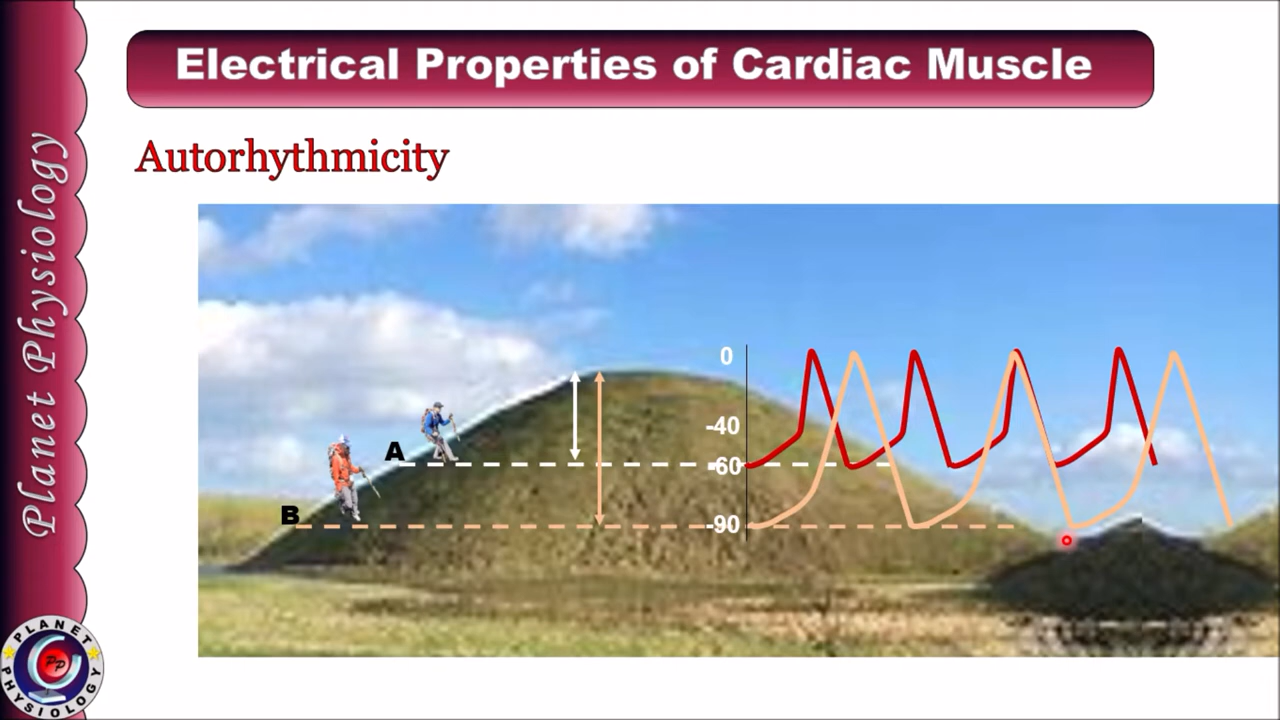 Electrical Properties of Cardiac Muscle
Autorhythmicity
Planet Physiology
0
-40
A
-60
B
-90
PLANET
PP
PHYSIOLOGY